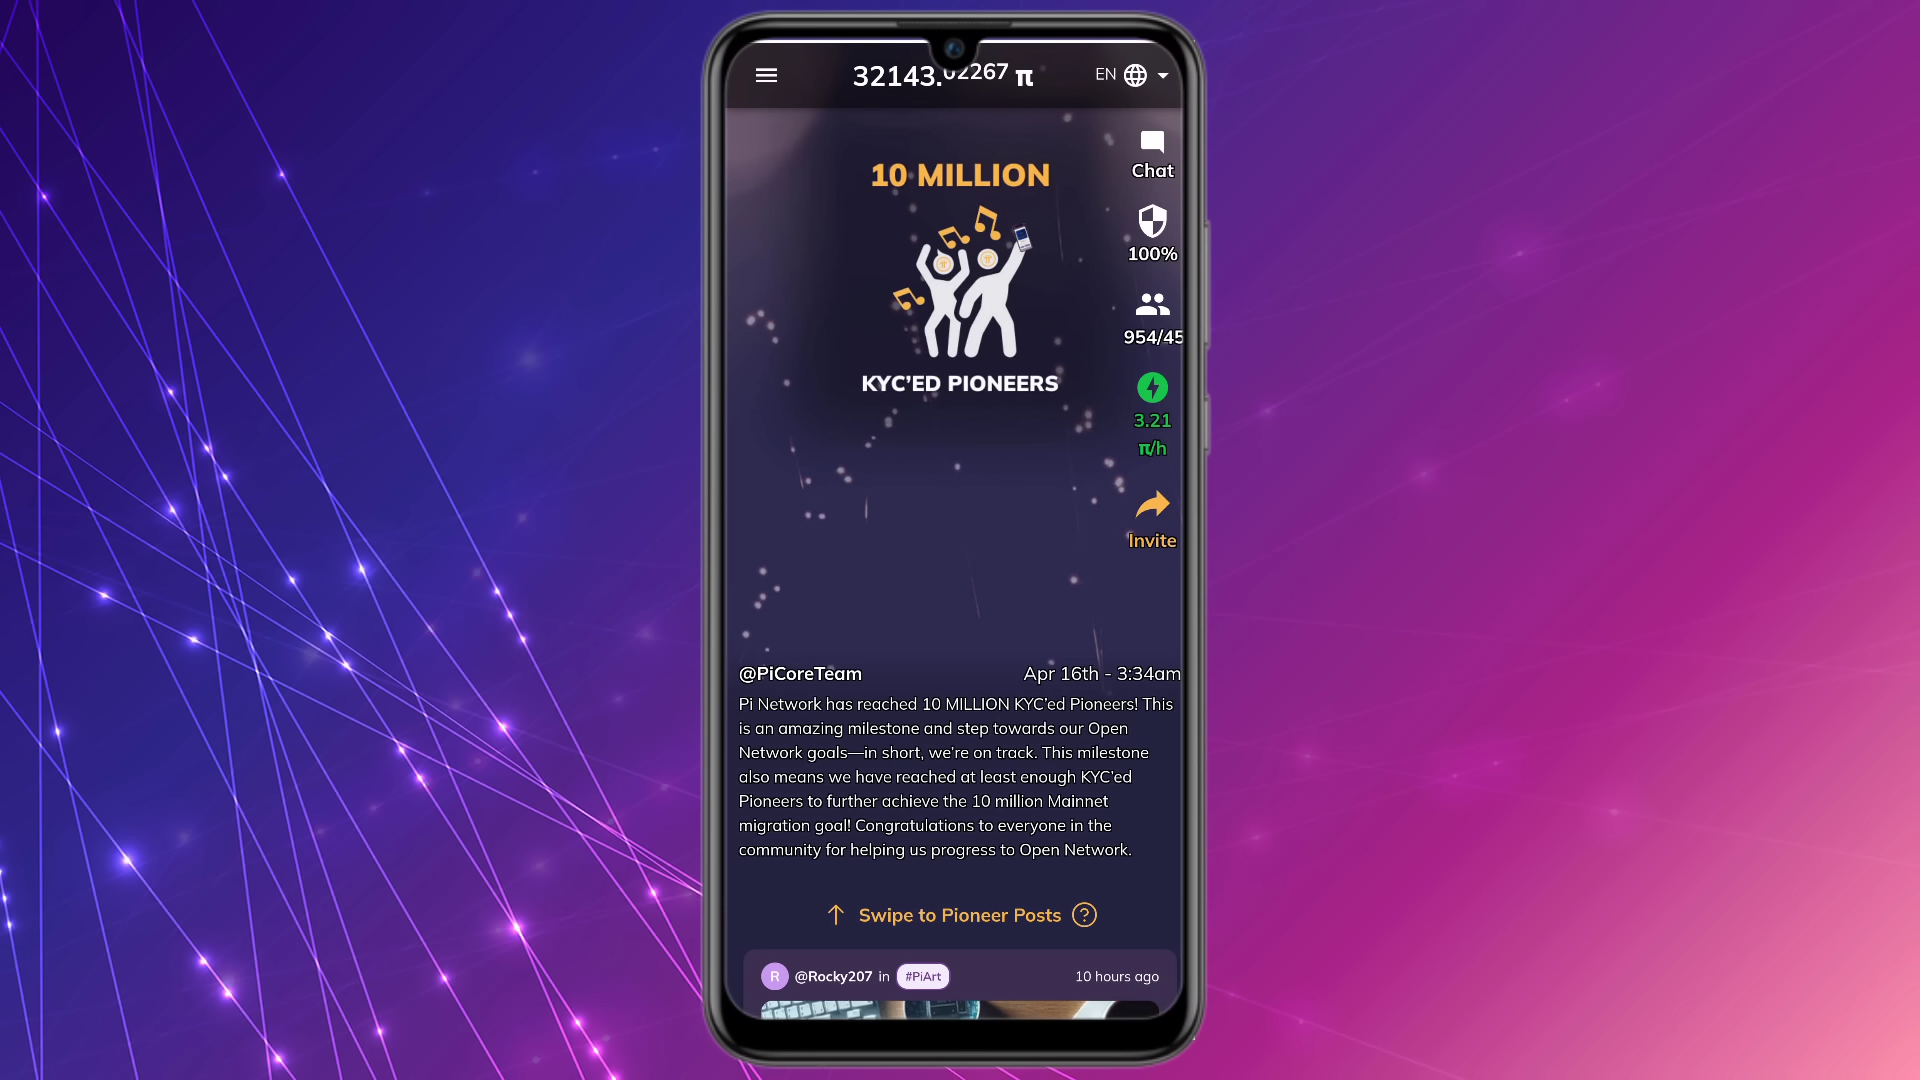 32143.02267 π
EN
Chat
10 MILLION
100%
954/45
KYC'ED PIONEERS
3.21
π/h
Invite
@PiCoreTeam
Apr 16th - 3:34am
Pi Network has reached 10 MILLION KYC'ed Pioneers! This
is an amazing milestone and step towards our Open
Network goals—in short, we're on track. This milestone
also means we have reached at least enough KYC'ed
Pioneers to further achieve the 10 million Mainnet
migration goal! Congratulations to everyone in the
community for helping us progress to Open Network.
Swipe to Pioneer Posts ?
R @Rocky207 in #PiArt 10 hours ago